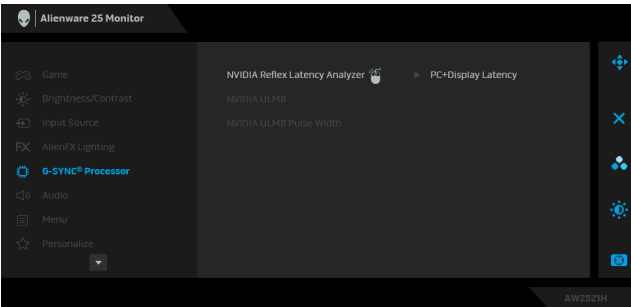 Alienware 25 Monitor
Game
Brightness/Contrast
Input Source
FX AlienFX Lighting
G-SYNC® Processor
Audio
Menu
Personalize
NVIDIA Reflex Latency Analyzer PC+Display Latency
NVIDIA ULMB
NVIDIA ULMB Pulse Width
AW2521H